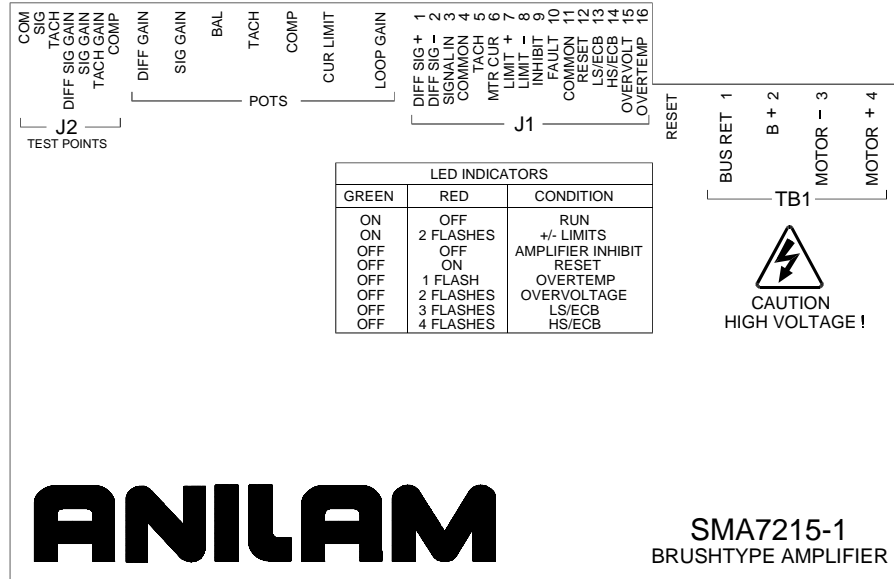 COM
SIG
TACH
DIFF SIG GAIN
SIG GAIN
TACH GAIN
COMP
J2
TEST POINTS
DIFF GAIN
SIG GAIN
BAL
TACH
COMP
CUR LIMIT
LOOP GAIN
POTS
DIFF SIG + 1
DIFF SIG - 2
SIGNAL IN 3
COMMON 4
TACH 5
MTR CUR 6
LIMIT + 7
LIMIT - 8
INHIBIT 9
FAULT 10
COMMON 11
RESET 12
LS/ECB 13
HS/ECB 14
OVERVOLT 15
OVERTEMP 16
J1
RESET
BUS RET 1
B + 2
MOTOR - 3
MOTOR + 4
TB1
LED INDICATORS
GREEN RED CONDITION
ON OFF RUN
ON 2 FLASHES +/- LIMITS
OFF OFF AMPLIFIER INHIBIT
OFF ON RESET
OFF 1 FLASH OVERTEMP
OFF 2 FLASHES OVERVOLTAGE
OFF 3 FLASHES LS/ECB
OFF 4 FLASHES HS/ECB
CAUTION
HIGH VOLTAGE !
ANILAM
SMA7215-1
BRUSHTYPE AMPLIFIER